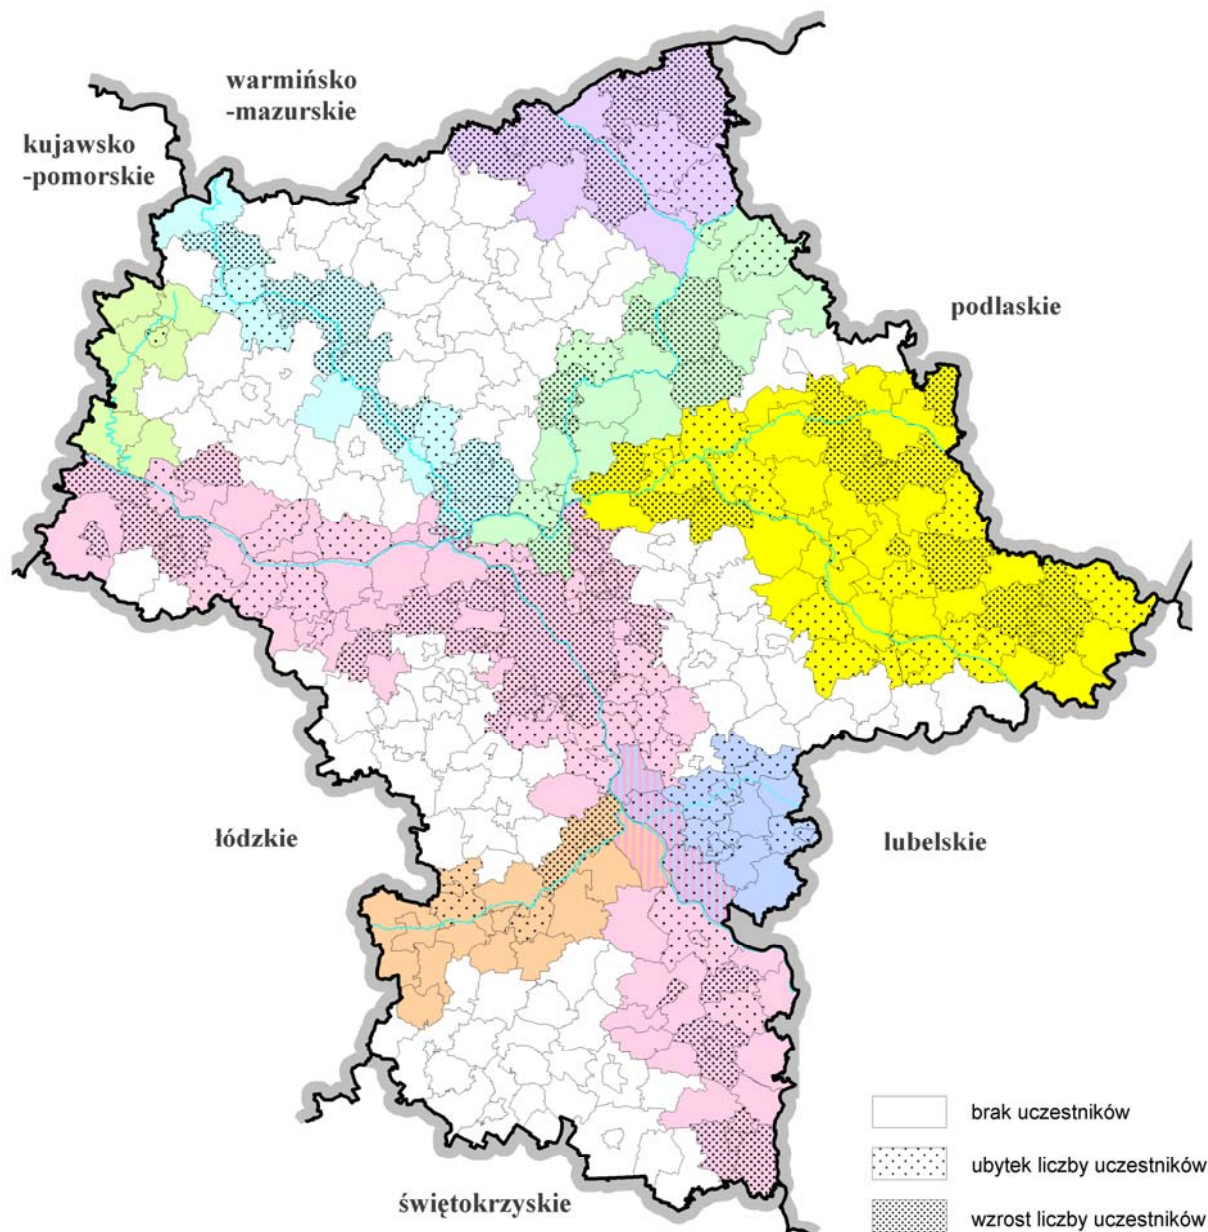 warmińsko
-mazurskie
kujawsko
-pomorskie
podlaskie
łódzkie
lubelskie
świętokrzyskie
brak uczestników
ubytek liczby uczestników
wzrost liczby uczestników